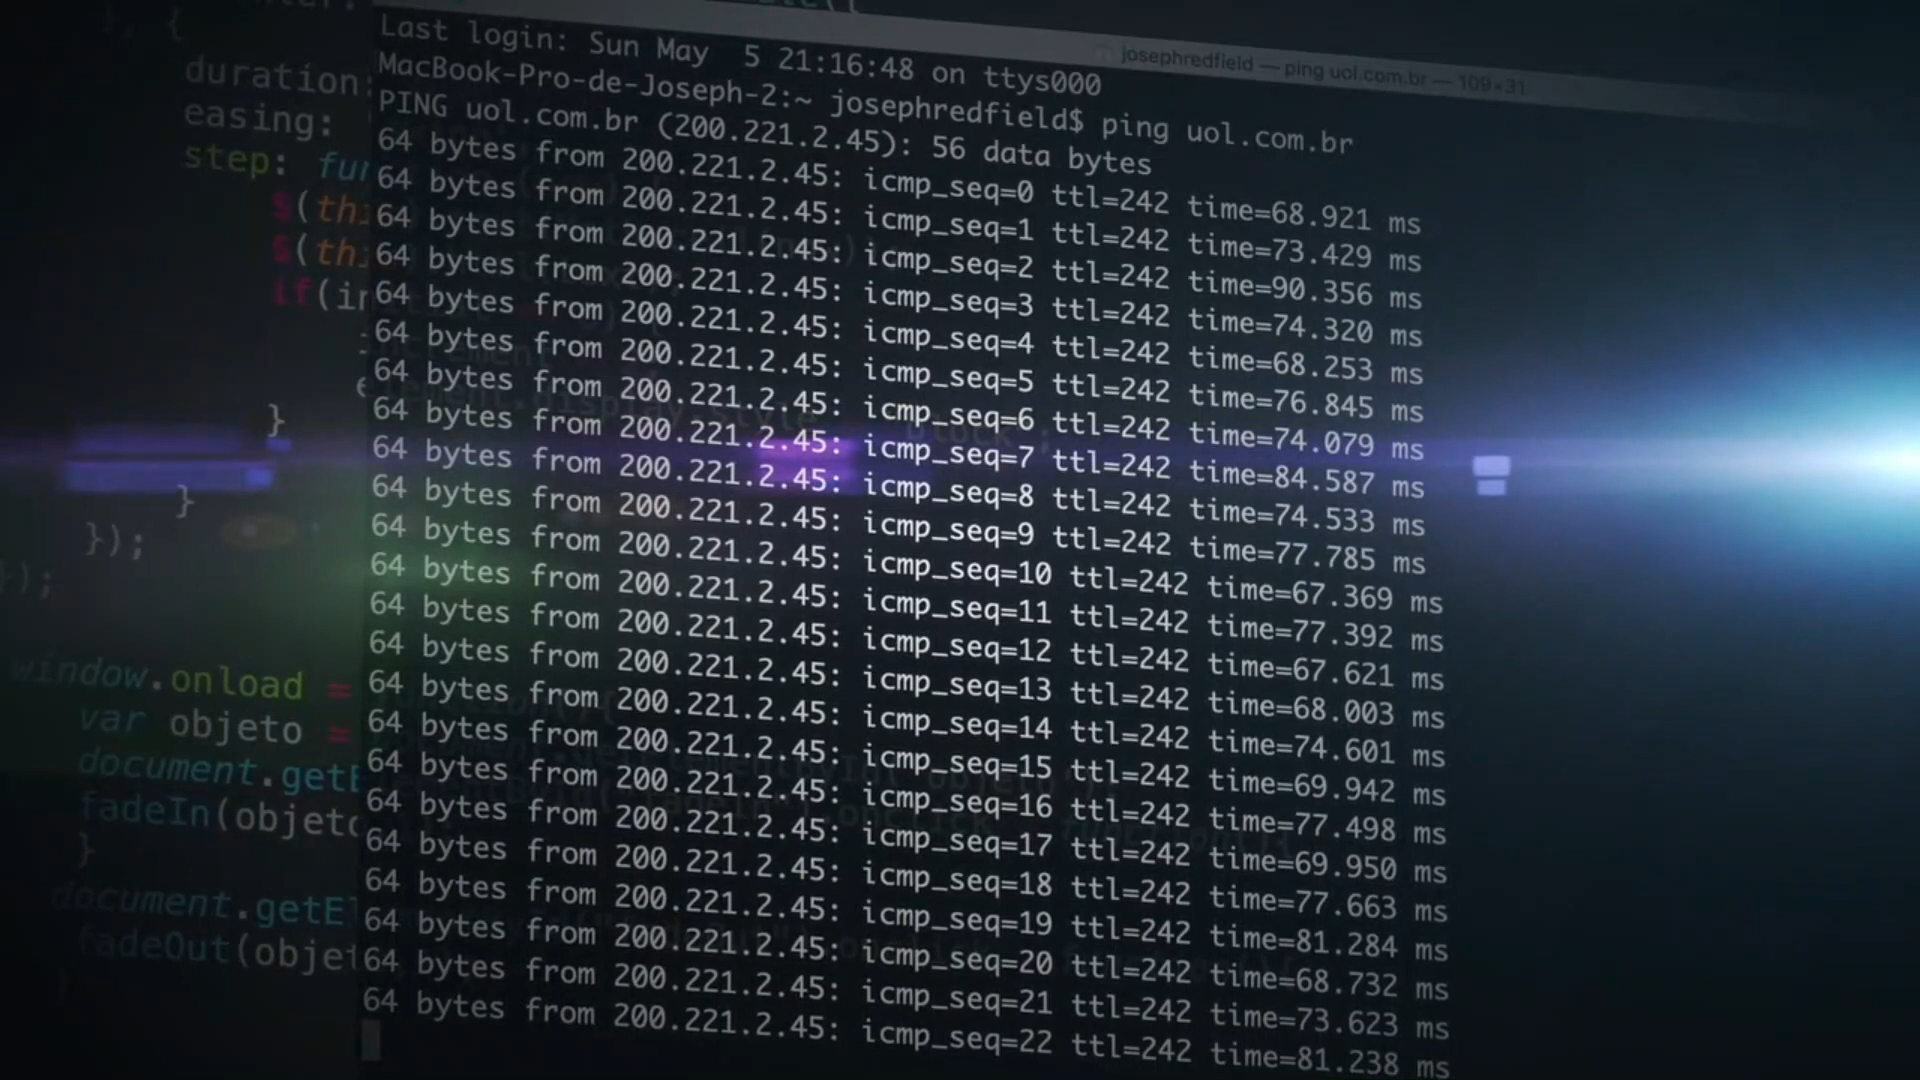 josephredfield — ping uol.com.br — 109×31
Last login: Sun May  5 21:16:48 on ttys000
MacBook-Pro-de-Joseph-2:~ josephredfield$ ping uol.com.br
PING uol.com.br (200.221.2.45): 56 data bytes
64 bytes from 200.221.2.45: icmp_seq=0 ttl=242 time=68.921 ms
64 bytes from 200.221.2.45: icmp_seq=1 ttl=242 time=73.429 ms
64 bytes from 200.221.2.45: icmp_seq=2 ttl=242 time=90.356 ms
64 bytes from 200.221.2.45: icmp_seq=3 ttl=242 time=74.320 ms
64 bytes from 200.221.2.45: icmp_seq=4 ttl=242 time=68.253 ms
64 bytes from 200.221.2.45: icmp_seq=5 ttl=242 time=76.845 ms
64 bytes from 200.221.2.45: icmp_seq=6 ttl=242 time=74.079 ms
64 bytes from 200.221.2.45: icmp_seq=7 ttl=242 time=84.587 ms
64 bytes from 200.221.2.45: icmp_seq=8 ttl=242 time=74.533 ms
64 bytes from 200.221.2.45: icmp_seq=9 ttl=242 time=77.785 ms
64 bytes from 200.221.2.45: icmp_seq=10 ttl=242 time=67.369 ms
64 bytes from 200.221.2.45: icmp_seq=11 ttl=242 time=77.392 ms
64 bytes from 200.221.2.45: icmp_seq=12 ttl=242 time=67.621 ms
64 bytes from 200.221.2.45: icmp_seq=13 ttl=242 time=68.003 ms
64 bytes from 200.221.2.45: icmp_seq=14 ttl=242 time=74.601 ms
64 bytes from 200.221.2.45: icmp_seq=15 ttl=242 time=69.942 ms
64 bytes from 200.221.2.45: icmp_seq=16 ttl=242 time=77.498 ms
64 bytes from 200.221.2.45: icmp_seq=17 ttl=242 time=69.950 ms
64 bytes from 200.221.2.45: icmp_seq=18 ttl=242 time=77.663 ms
64 bytes from 200.221.2.45: icmp_seq=19 ttl=242 time=81.284 ms
64 bytes from 200.221.2.45: icmp_seq=20 ttl=242 time=68.732 ms
64 bytes from 200.221.2.45: icmp_seq=21 ttl=242 time=73.623 ms
64 bytes from 200.221.2.45: icmp_seq=22 ttl=242 time=81.238 ms
}, {
duration:
easing:
step: fun
$(thi
$(thi
if(in
}
}
});
});
window.onload =
var objeto =
document.getE
fadeIn(objeto
}
document.getEl
fadeOut(objet